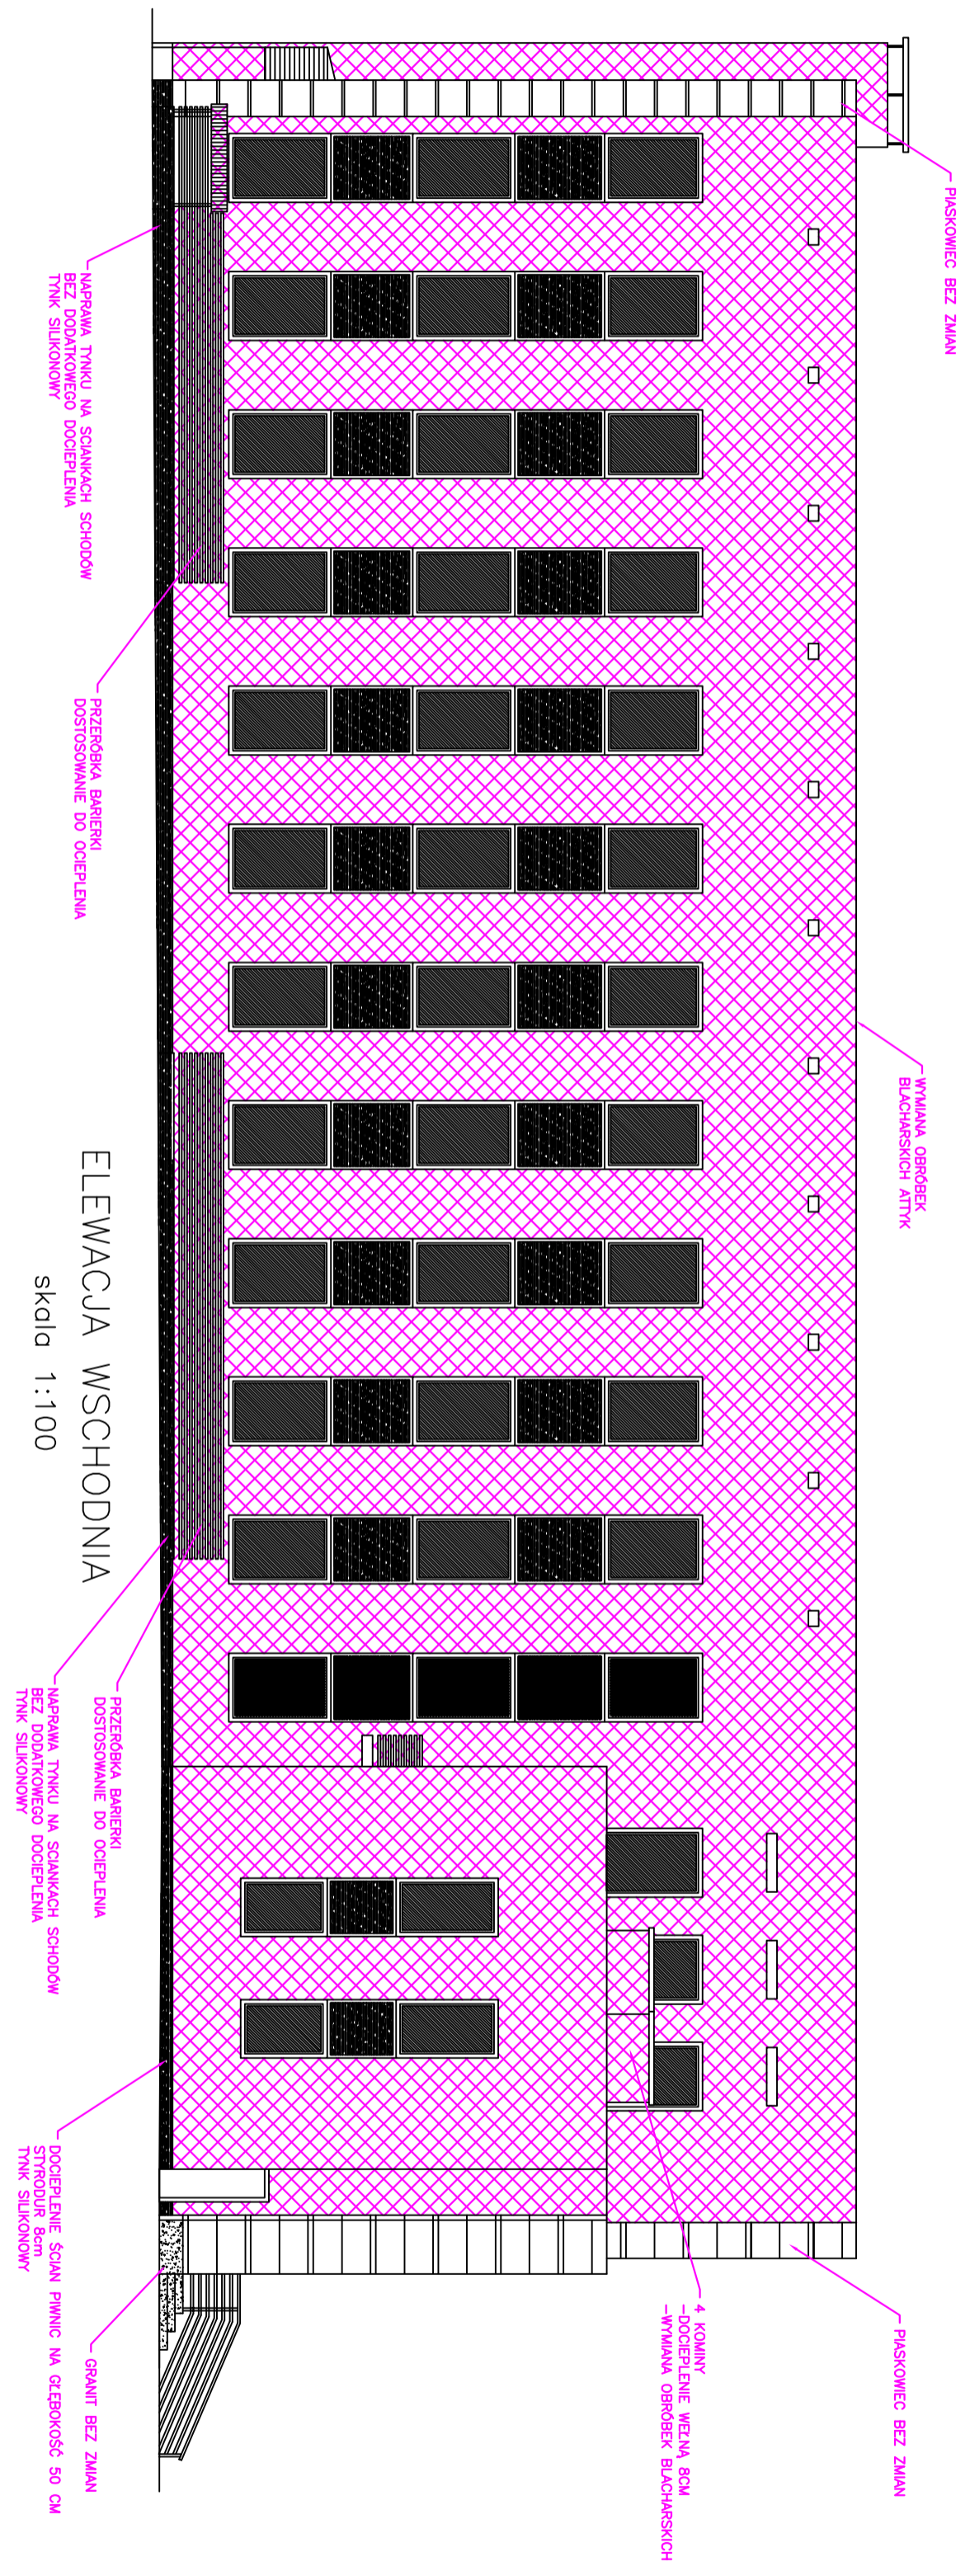 PIASKOWIEC BEZ ZMIAN
WYMIANA OBRÓBEK
BLACHARSKICH ATTYK
PIASKOWIEC BEZ ZMIAN
4 KOMINY
-DOCIEPLENIE WEŁNĄ 8CM
-WYMIANA OBRÓBEK BLACHARSKICH
NAPRAWA TYNKU NA SCIANKACH SCHODÓW
BEZ DODATKOWEGO DOCIEPLENIA
TYNK SILIKONOWY
PRZERÓBKA BARIERKI
DOSTOSOWANIE DO OCIEPLENIA
ELEWACJA WSCHODNIA
skala 1:100
PRZERÓBKA BARIERKI
DOSTOSOWANIE DO OCIEPLENIA
NAPRAWA TYNKU NA SCIANKACH SCHODÓW
BEZ DODATKOWEGO DOCIEPLENIA
TYNK SILIKONOWY
GRANIT BEZ ZMIAN
DOCIEPLENIE ŚCIAN PIWNIC NA GŁĘBOKOŚĆ 50 CM
STYRODUR 8cm
TYNK SILIKONOWY